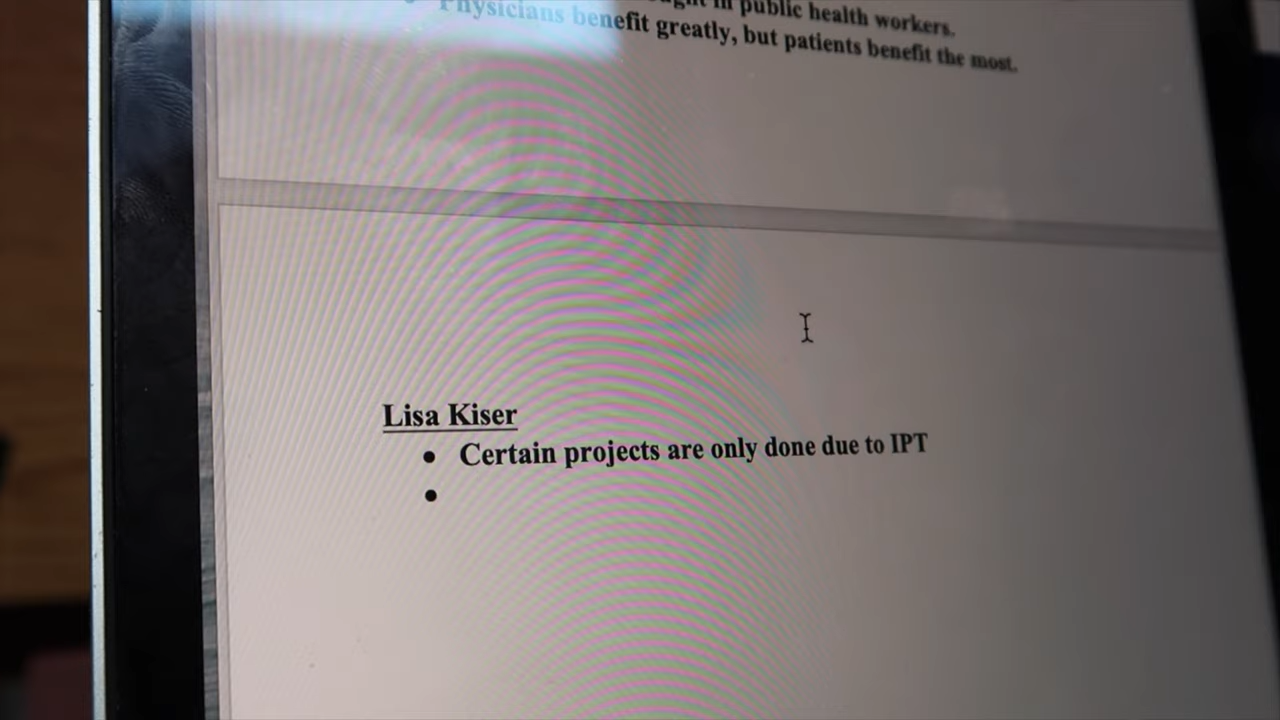 in public health workers.
Physicians benefit greatly, but patients benefit the most.
Lisa Kiser
• Certain projects are only done due to IPT
•